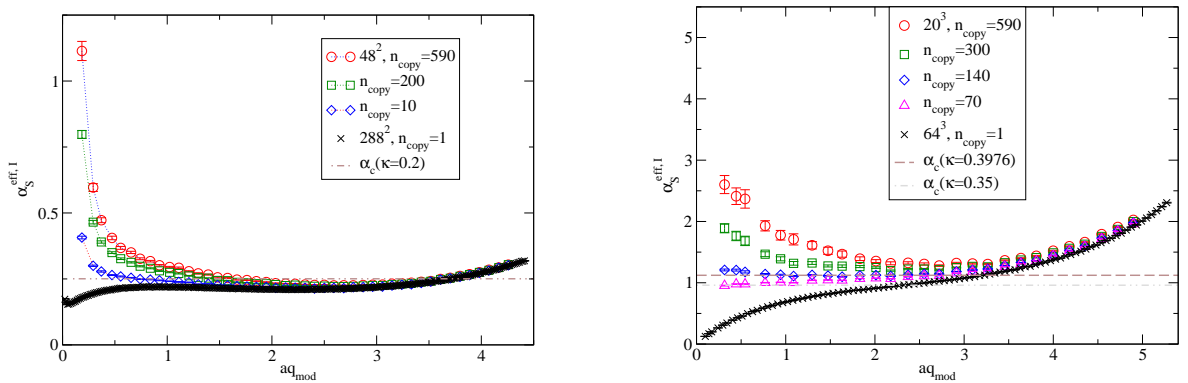 1
0.5
0
0
1
2
3
4
aq_mod
α_S^eff, I
48², n_copy=590
n_copy=200
n_copy=10
288², n_copy=1
α_c(κ=0.2)
5
4
3
2
1
0
0
1
2
3
4
5
aq_mod
α_S^eff, I
20³, n_copy=590
n_copy=300
n_copy=140
n_copy=70
64³, n_copy=1
α_c(κ=0.3976)
α_c(κ=0.35)